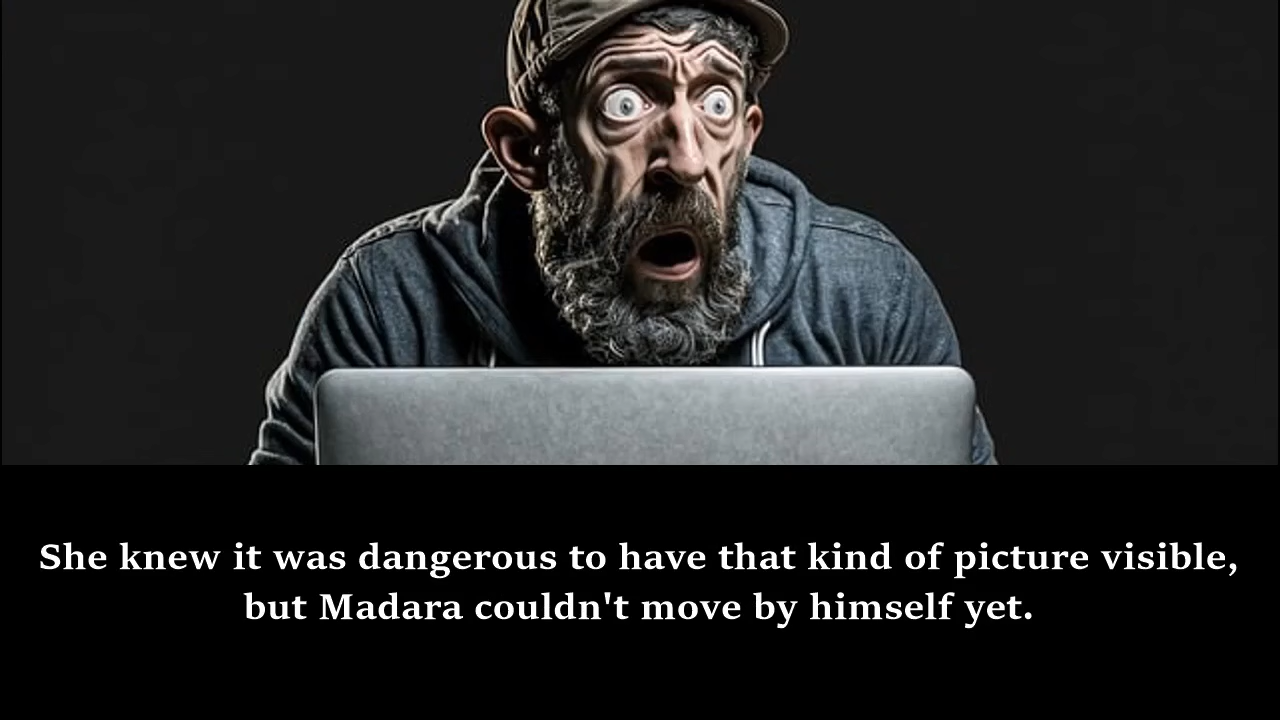 She knew it was dangerous to have that kind of picture visible,
but Madara couldn't move by himself yet.